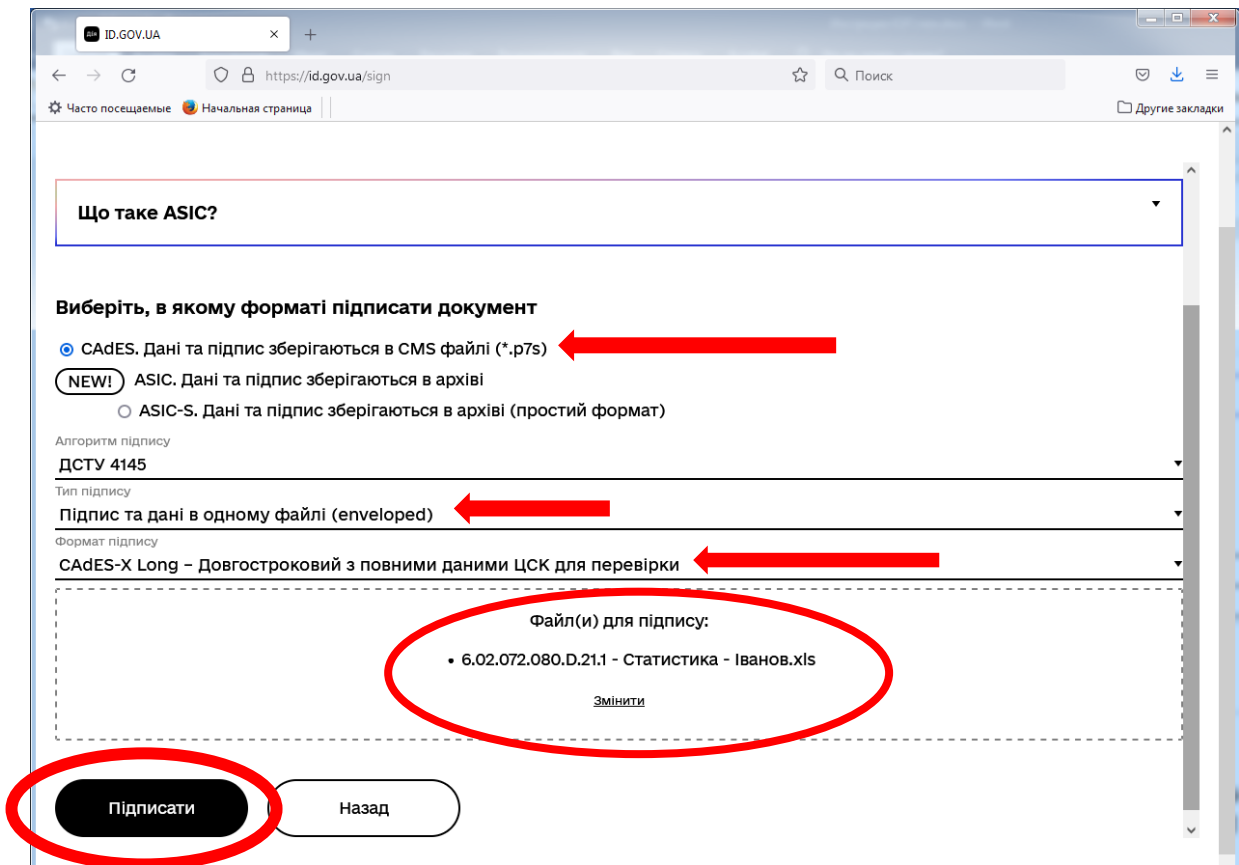 Дія ID.GOV.UA
https://id.gov.ua/sign
Поиск
Часто посещаемые Начальная страница
Другие закладки
Що таке ASIC?
Виберіть, в якому форматі підписати документ
CAdES. Дані та підпис зберігаються в CMS файлі (*.p7s)
NEW! ASIC. Дані та підпис зберігаються в архіві
ASIC-S. Дані та підпис зберігаються в архіві (простий формат)
Алгоритм підпису
ДСТУ 4145
Тип підпису
Підпис та дані в одному файлі (enveloped)
Формат підпису
CAdES-X Long – Довгостроковий з повними даними ЦСК для перевірки
Файл(и) для підпису:
• 6.02.072.080.D.21.1 - Статистика - Іванов.xls
Змінити
Підписати
Назад